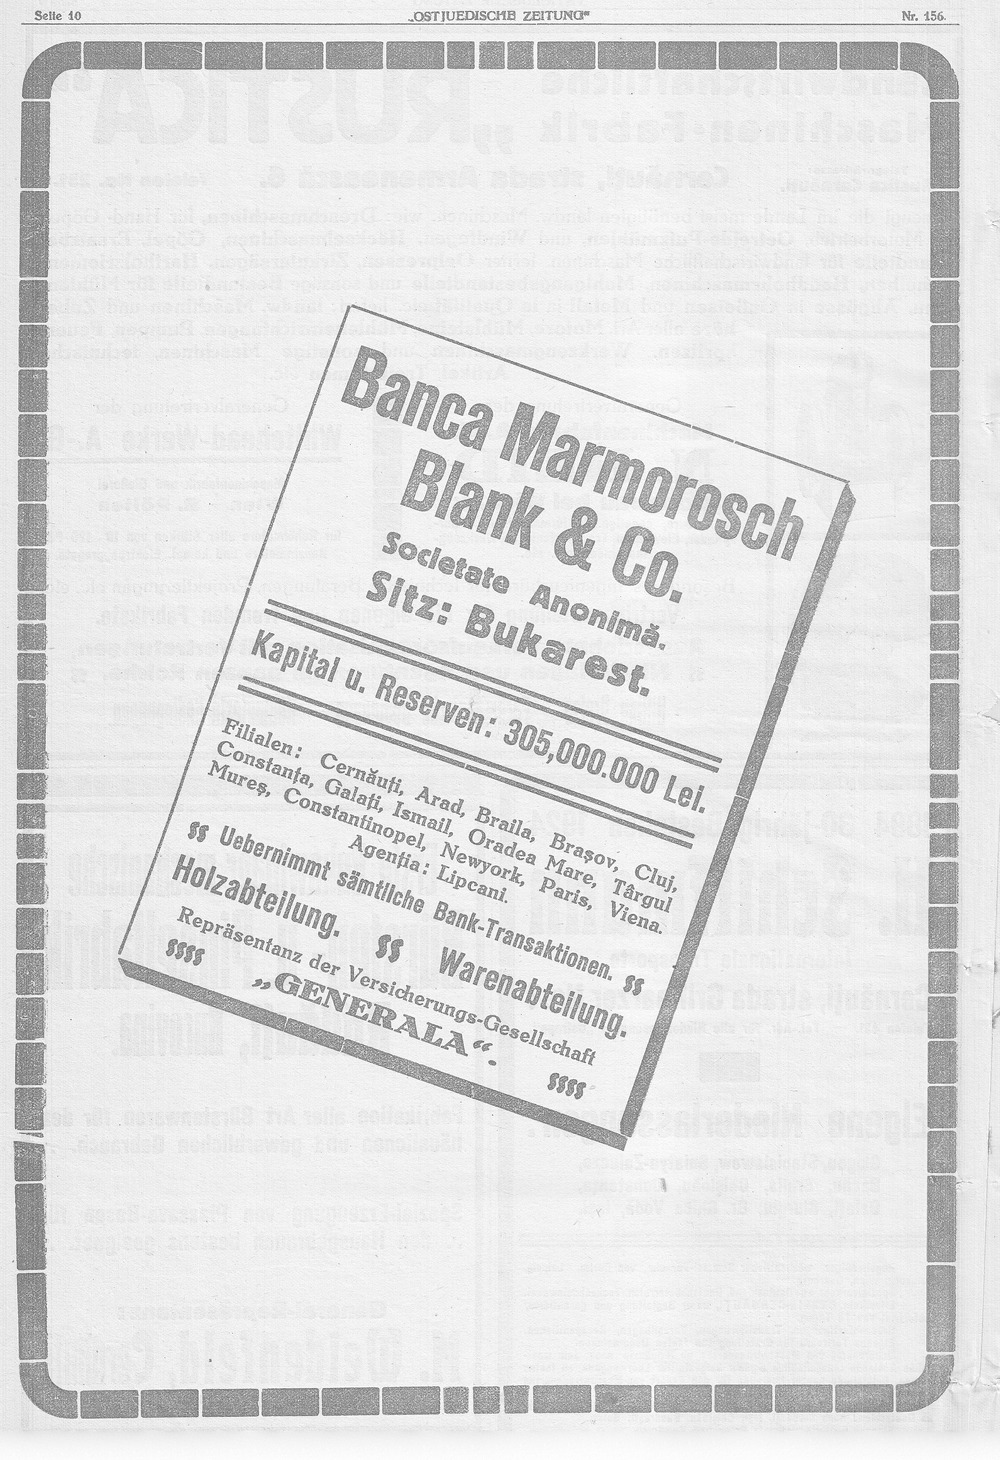 Seite 10
„OSTJUEDISCHE ZEITUNG"
Nr. 156.
Banca Marmorosch
Blank & Co.
Societate Anonimă.
Sitz: Bukarest.
Kapital u. Reserven: 305,000.000 Lei.
Filialen: Cernăuți, Arad, Braila, Brașov, Cluj,
Constanța, Galați, Ismail, Oradea Mare, Târgul
Mureș, Constantinopel, Newyork, Paris, Viena.
Agentia: Lipcani.
§§ Uebernimmt sämtliche Bank-Transaktionen. §§
Holzabteilung. §§ Warenabteilung.
Repräsentanz der Versicherungs-Gesellschaft
§§§§ „GENERALA". §§§§